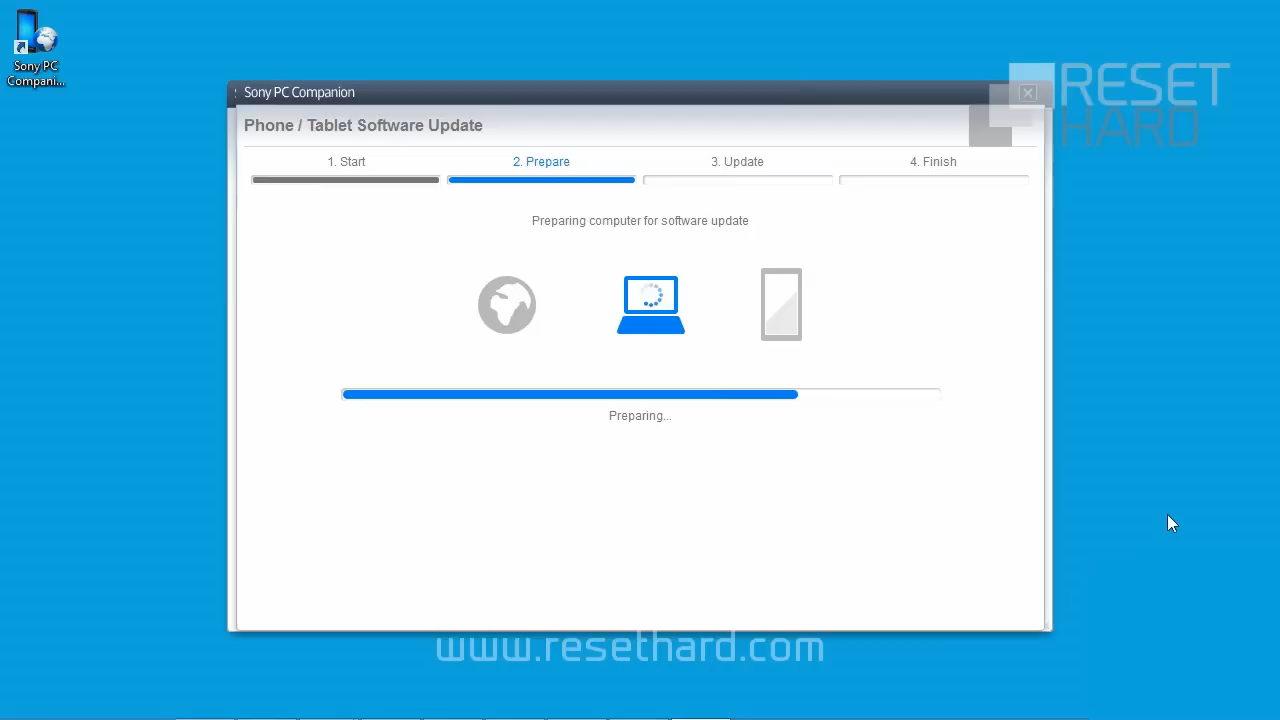 Sony PC
Compani...
Sony PC Companion
RESET
HARD
Phone / Tablet Software Update
1. Start
2. Prepare
3. Update
4. Finish
Preparing computer for software update
Preparing...
www.resethard.com